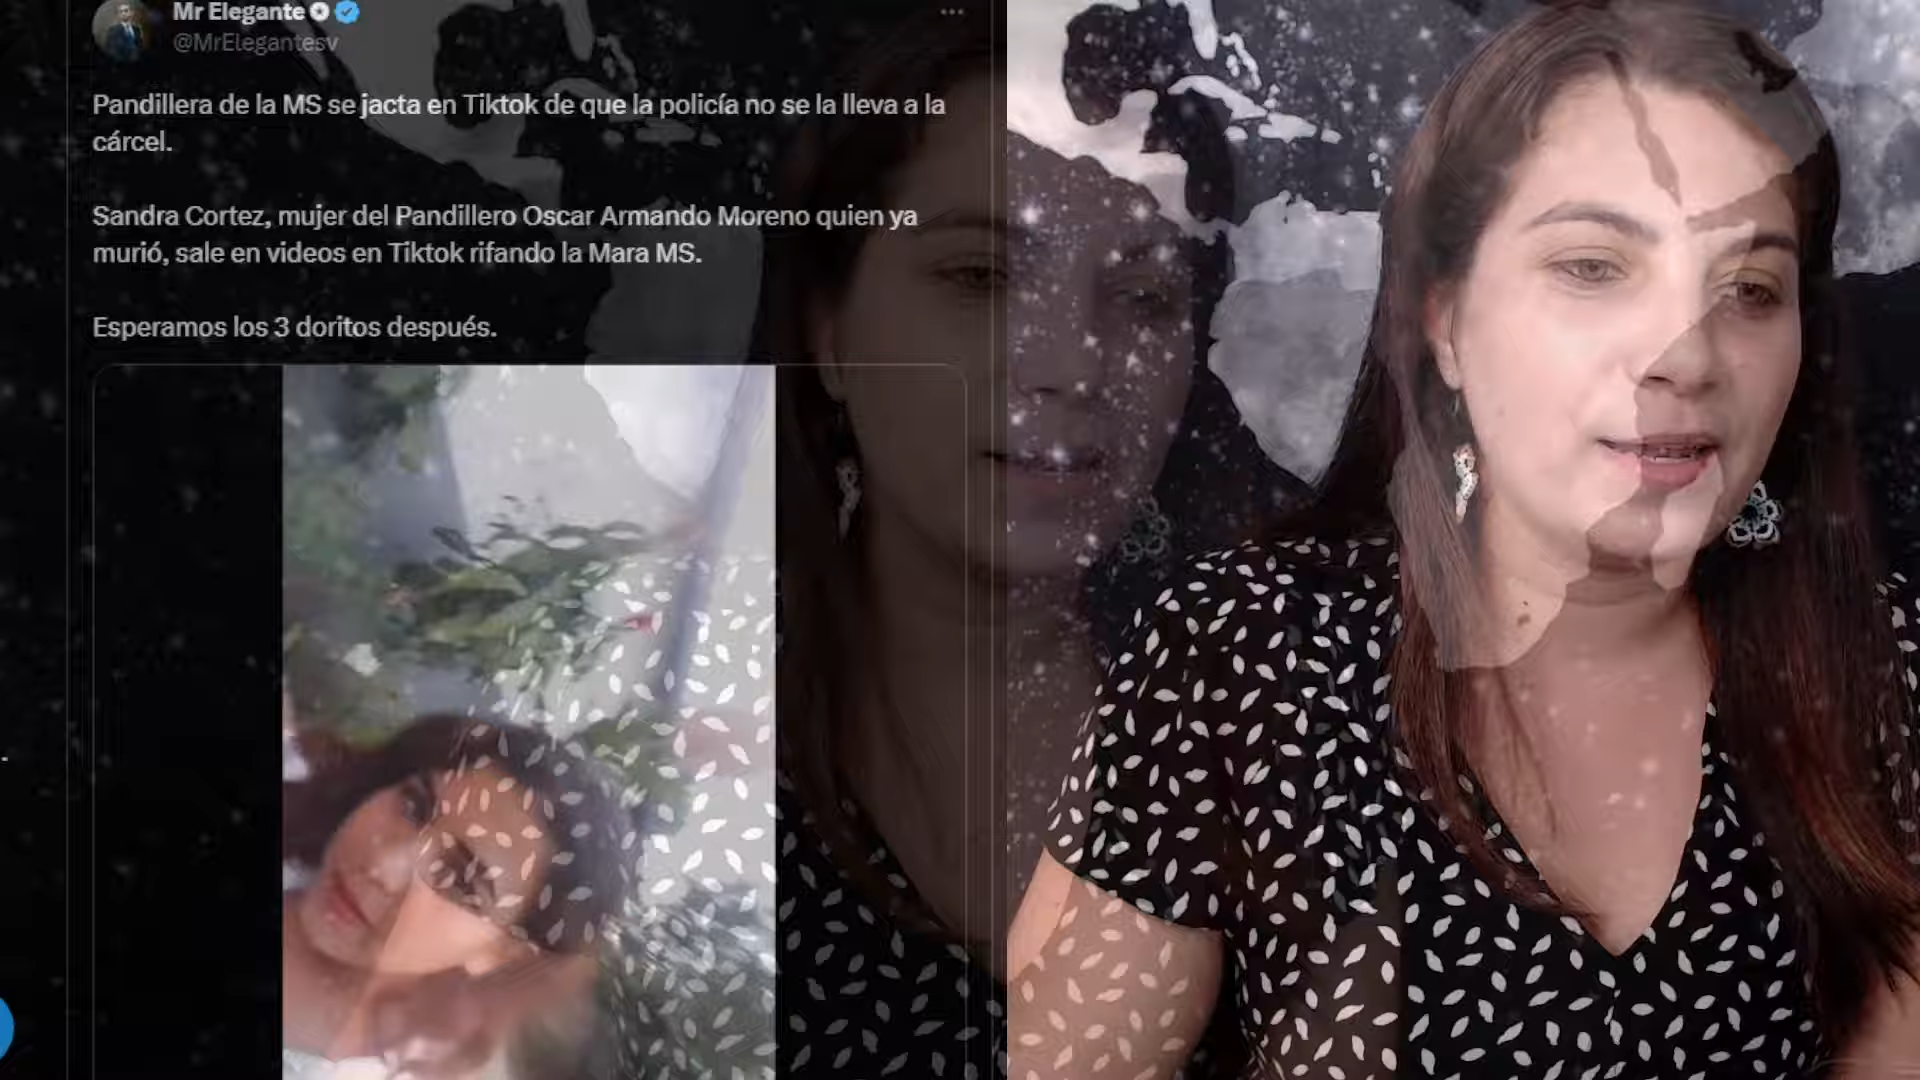 Mr Elegante
@MrElegantesv
Pandillera de la MS se jacta en Tiktok de que la policía no se la lleva a la
cárcel.
Sandra Cortez, mujer del Pandillero Oscar Armando Moreno quien ya
murió, sale en videos en Tiktok rifando la Mara MS.
Esperamos los 3 doritos después.